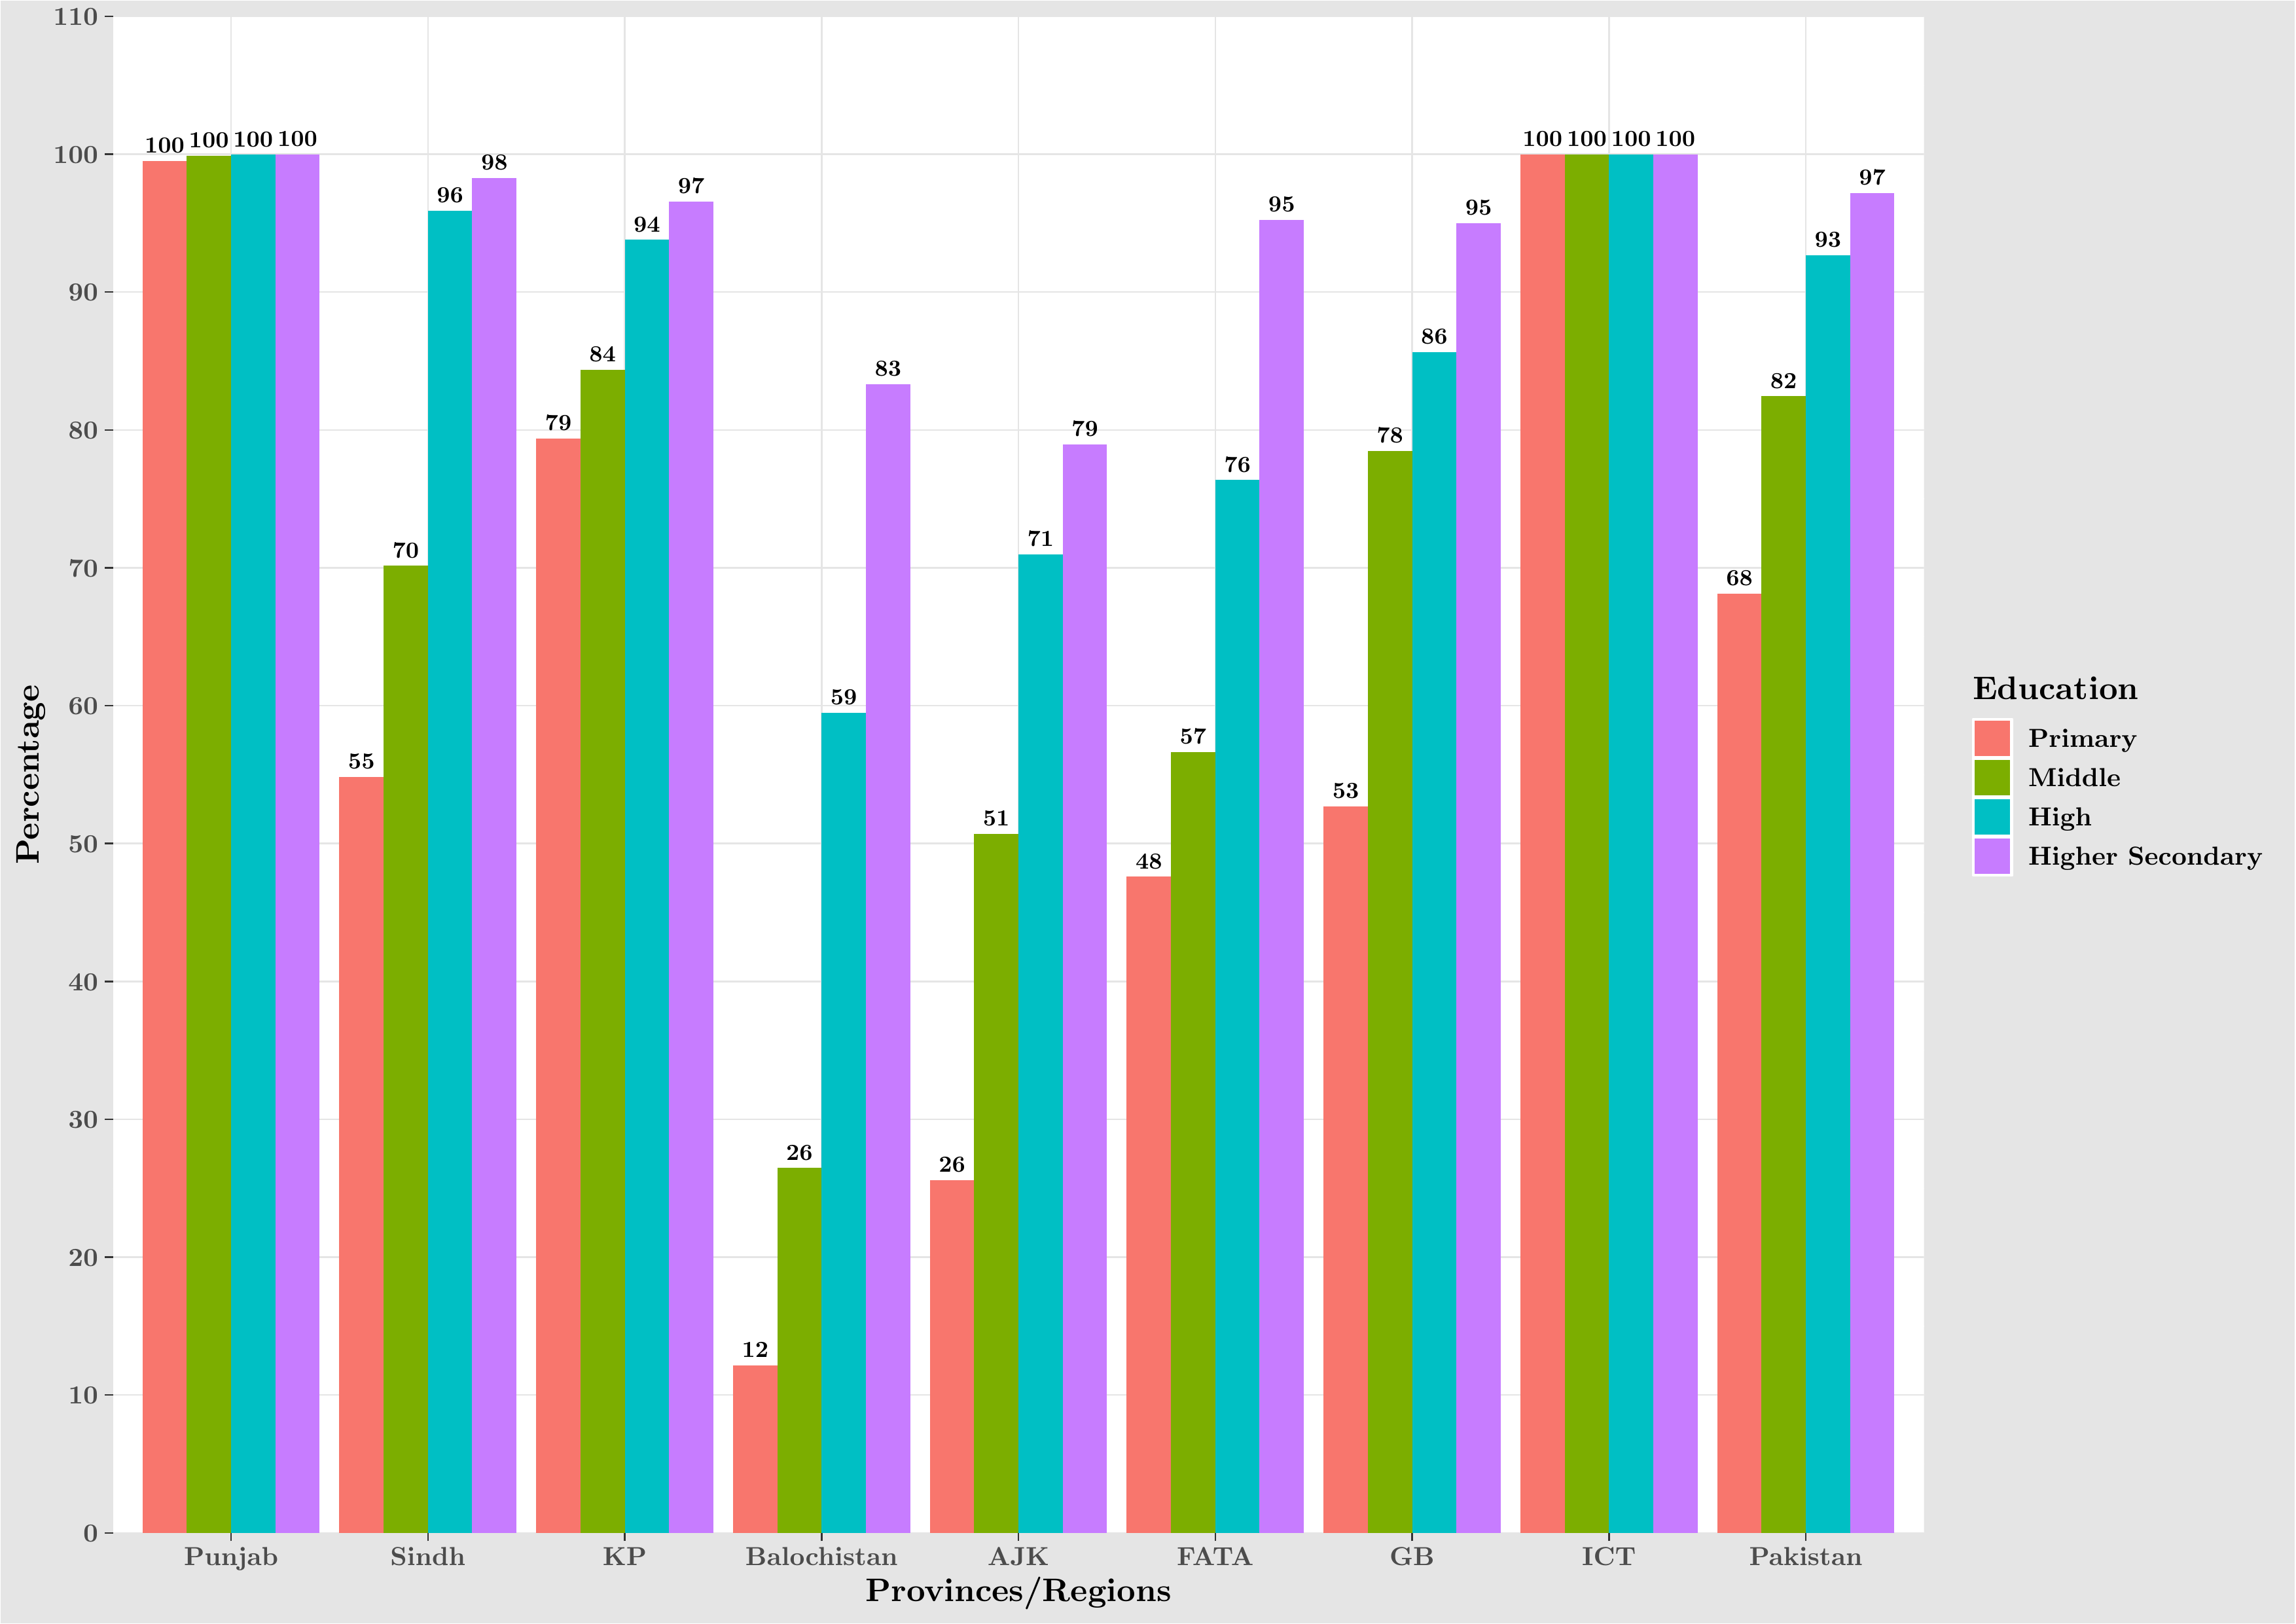 110
100
90
80
70
60
50
40
30
20
10
0
Percentage
100 100 100 100
55 70 96 98
79 84 94 97
12 26 59 83
26 51 71 79
48 57 76 95
53 78 86 95
100 100 100 100
68 82 93 97
Punjab Sindh KP Balochistan AJK FATA GB ICT Pakistan
Provinces/Regions
Education
Primary
Middle
High
Higher Secondary